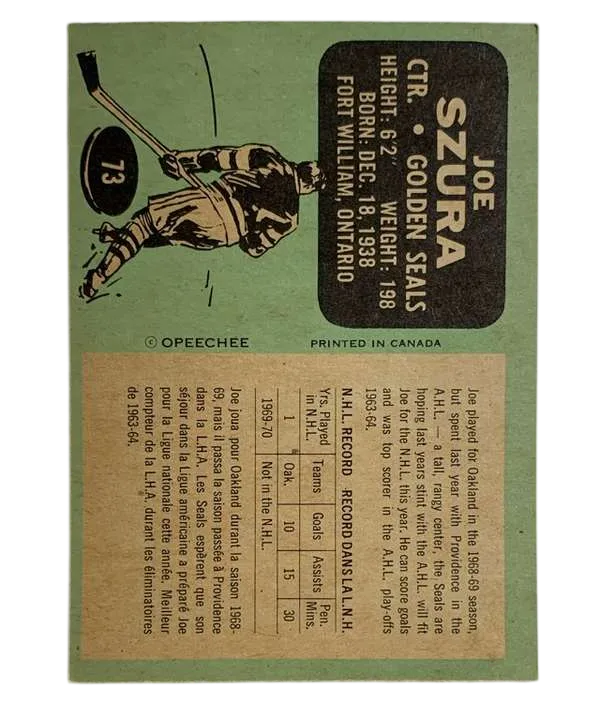 JOE
SZURA
CTR. • GOLDEN SEALS
HEIGHT: 6'2" WEIGHT: 198
BORN: DEC. 18, 1938
FORT WILLIAM, ONTARIO
73
© OPEECHEE PRINTED IN CANADA
Joe played for Oakland in the 1968-69 season,
but spent last year with Providence in the
A.H.L. — a tall, rangy center, the Seals are
hoping last years stint with the A.H.L. will fit
Joe for the N.H.L. this year. He can score goals
and was top scorer in the A.H.L. play-offs
1963-64.
N.H.L. RECORD RECORD DANS LA L.N.H.
Yrs. Played in N.H.L. Teams Goals Assists Pen. Mins.
1 Oak. 10 15 30
1969-70 Not in the N.H.L.
Joe joua pour Oakland durant la saison 1968-
69, mais il passa la saison passée à Providence
dans la L.H.A. Les Seals espèrent que son
séjour dans la Ligue américaine a préparé Joe
pour la Ligue nationale cette année. Meilleur
compteur de la L.H.A. durant les éliminatoires
de 1963-64.